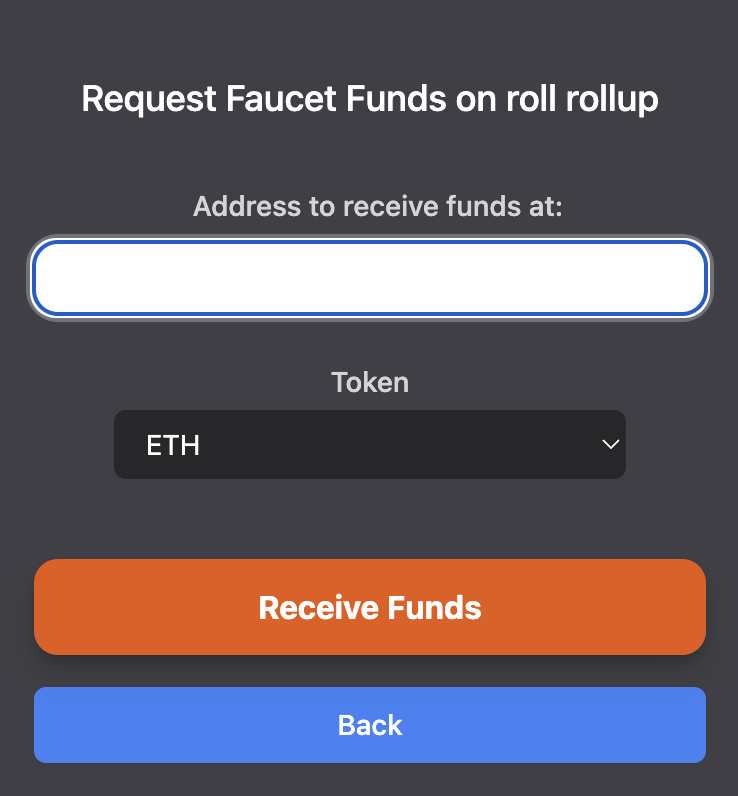 Request Faucet Funds on roll rollup
Address to receive funds at:
Token
ETH
Receive Funds
Back